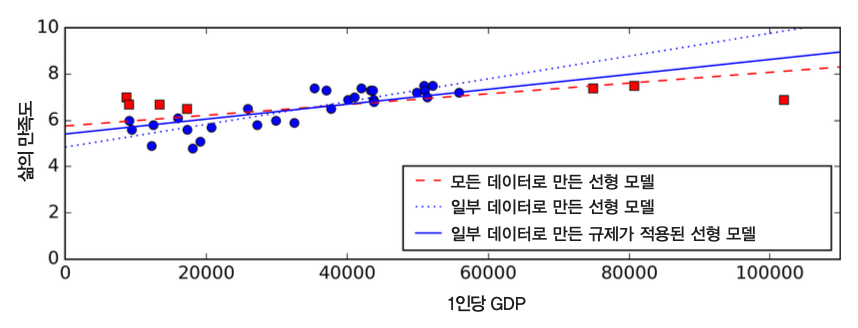 10
8
6
4
2
0
삶의 만족도
모든 데이터로 만든 선형 모델
일부 데이터로 만든 선형 모델
일부 데이터로 만든 규제가 적용된 선형 모델
0 20000 40000 60000 80000 100000
1인당 GDP